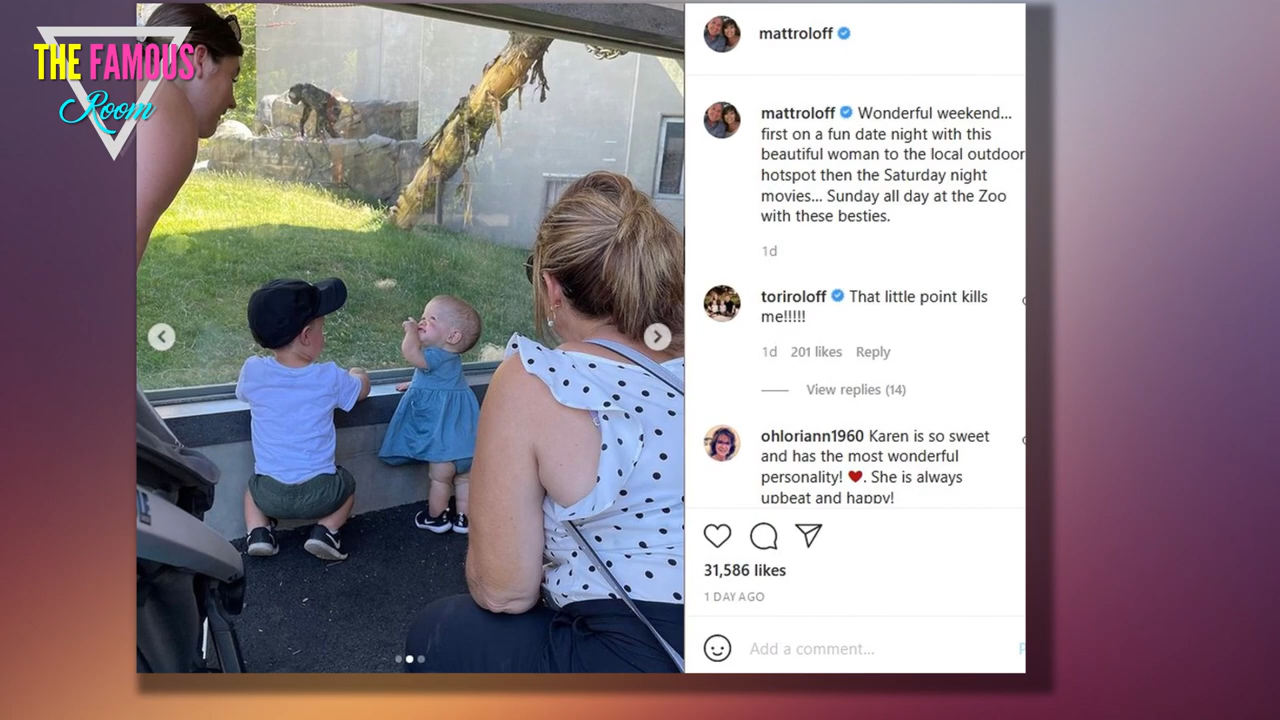 THE FAMOUS
Room
mattroloff
mattroloff Wonderful weekend...
first on a fun date night with this
beautiful woman to the local outdoor
hotspot then the Saturday night
movies... Sunday all day at the Zoo
with these besties.
1d
toriroloff That little point kills
me!!!!!
1d 201 likes Reply
View replies (14)
ohloriann1960 Karen is so sweet
and has the most wonderful
personality! ❤. She is always
upbeat and happy!
31,586 likes
1 DAY AGO
Add a comment...